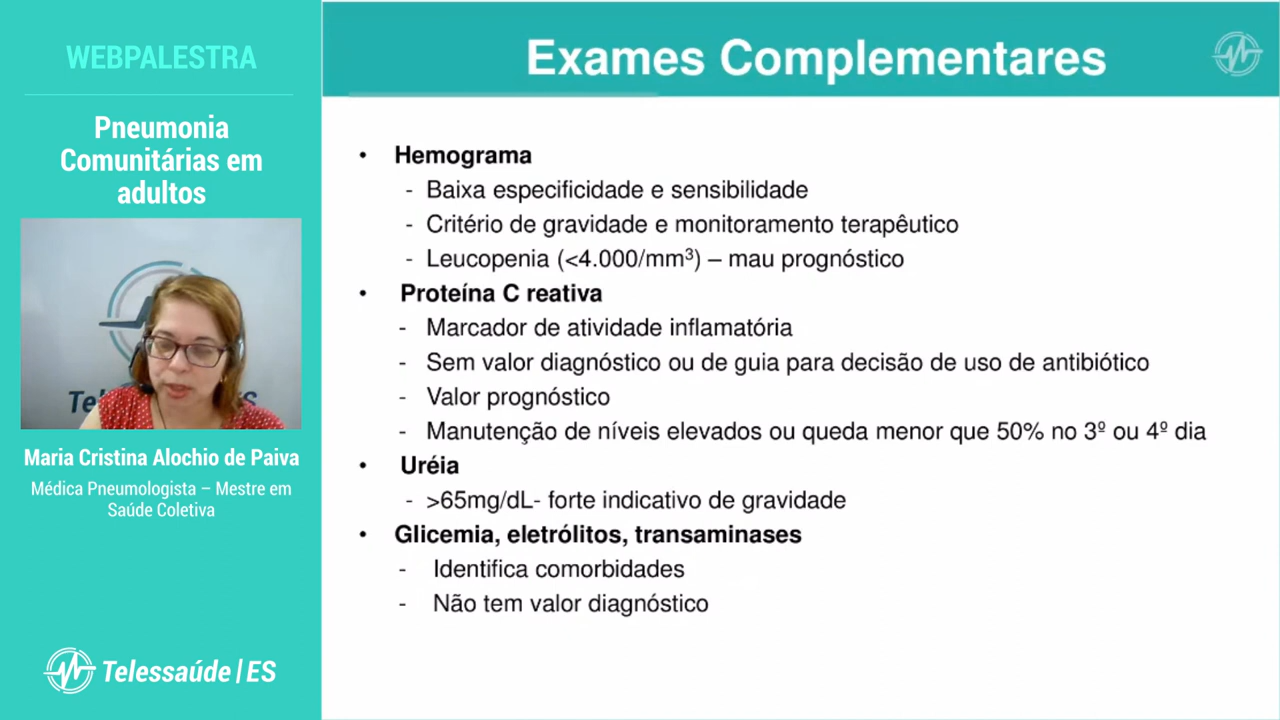 WEBPALESTRA
Pneumonia
Comunitárias em
adultos
Maria Cristina Alochio de Paiva
Médica Pneumologista – Mestre em
Saúde Coletiva
Telessaúde|ES
Exames Complementares
• Hemograma
- Baixa especificidade e sensibilidade
- Critério de gravidade e monitoramento terapêutico
- Leucopenia (<4.000/mm³) – mau prognóstico
• Proteína C reativa
- Marcador de atividade inflamatória
- Sem valor diagnóstico ou de guia para decisão de uso de antibiótico
- Valor prognóstico
- Manutenção de níveis elevados ou queda menor que 50% no 3º ou 4º dia
• Uréia
- >65mg/dL- forte indicativo de gravidade
• Glicemia, eletrólitos, transaminases
- Identifica comorbidades
- Não tem valor diagnóstico